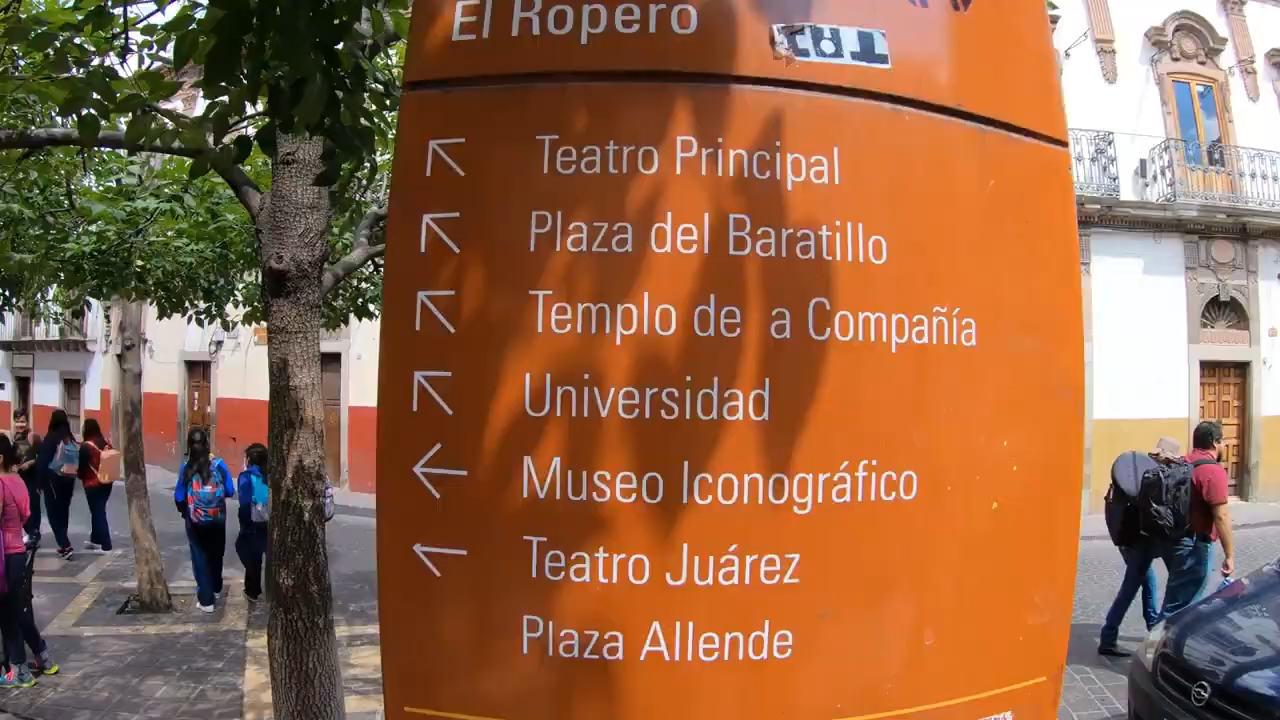 El Ropero
Teatro Principal
Plaza del Baratillo
Templo de a Compañía
Universidad
Museo Iconográfico
Teatro Juárez
Plaza Allende